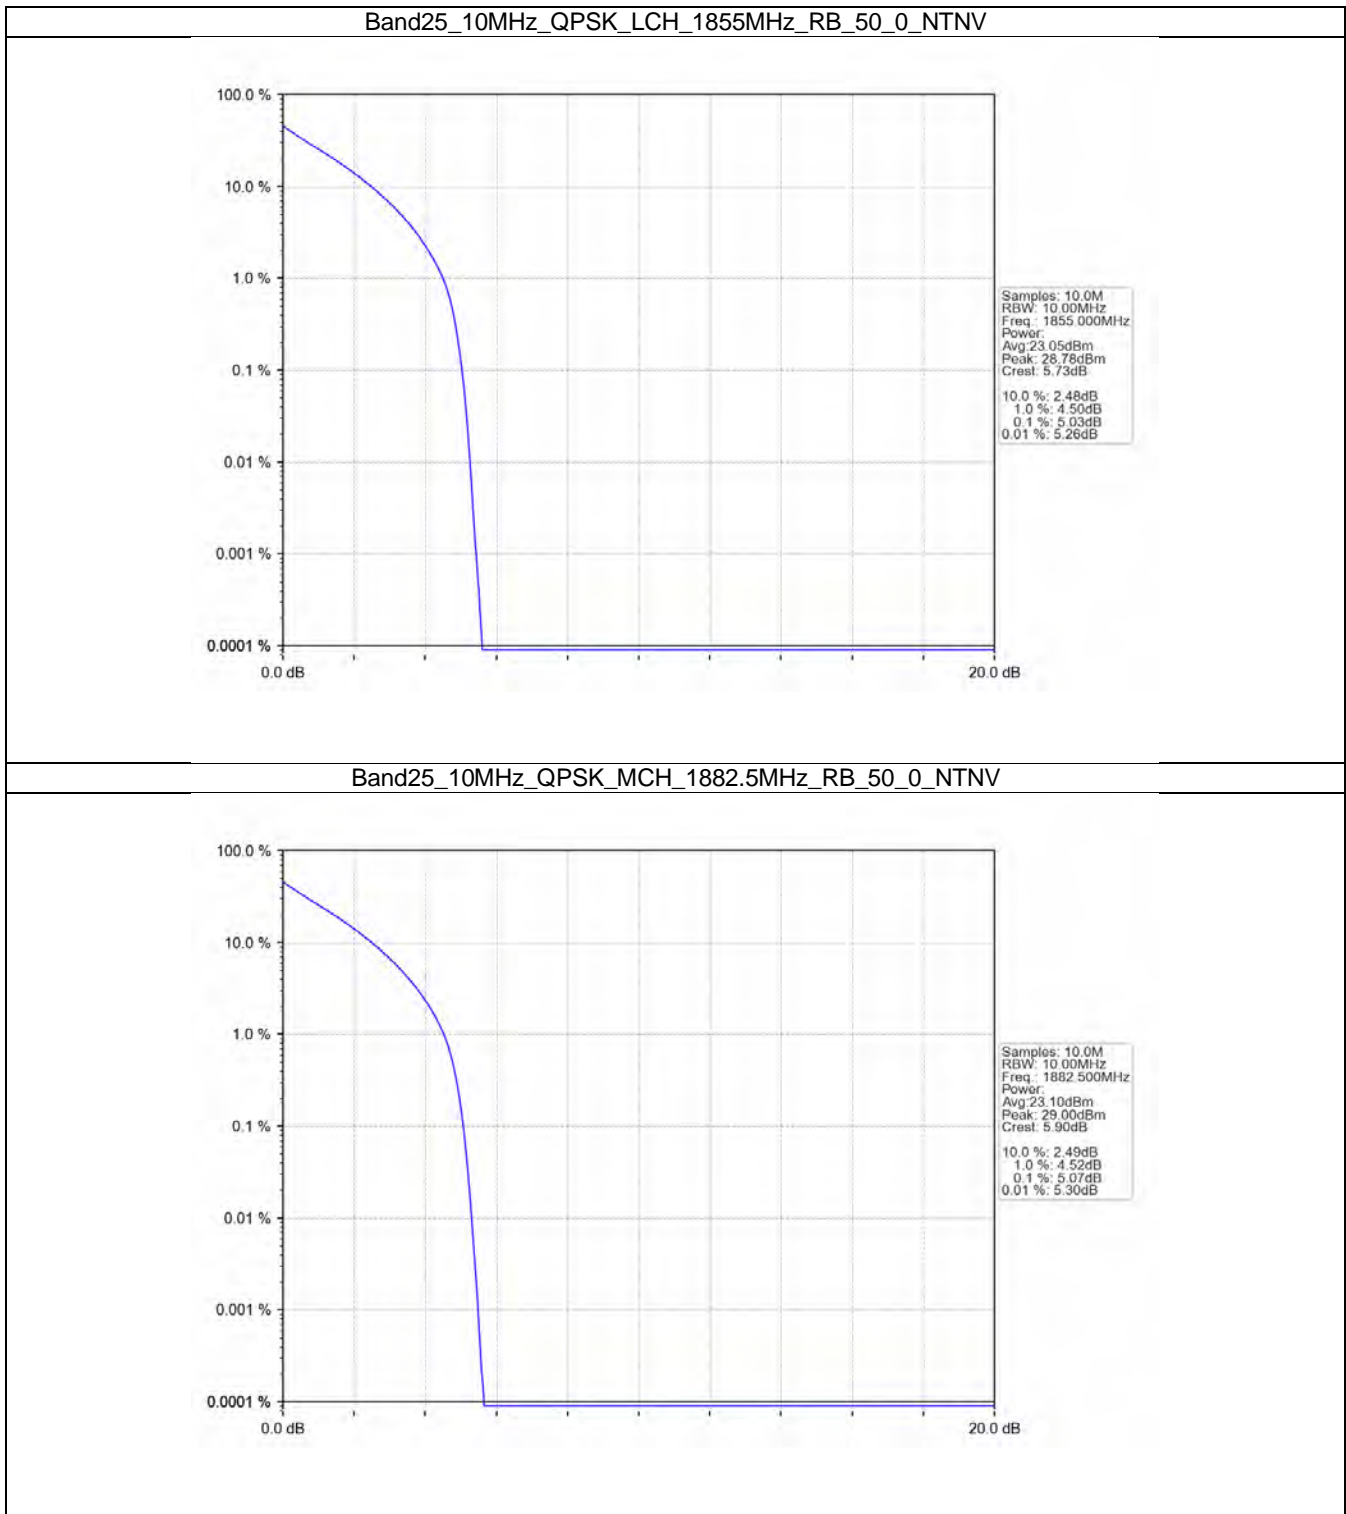 Band25_10MHz_QPSK_LCH_1855MHz_RB_50_0_NTNV
100.0 %
10.0 %
1.0 %
0.1 %
0.01 %
0.001 %
0.0001 %
0.0 dB
20.0 dB
Samples: 10.0M
RBW: 10.00MHz
Freq.: 1855.000MHz
Power:
Avg:23.05dBm
Peak: 28.78dBm
Crest: 5.73dB
10.0 %: 2.48dB
1.0 %: 4.50dB
0.1 %: 5.03dB
0.01 %: 5.26dB
Band25_10MHz_QPSK_MCH_1882.5MHz_RB_50_0_NTNV
100.0 %
10.0 %
1.0 %
0.1 %
0.01 %
0.001 %
0.0001 %
0.0 dB
20.0 dB
Samples: 10.0M
RBW: 10.00MHz
Freq.: 1882.500MHz
Power:
Avg:23.10dBm
Peak: 29.00dBm
Crest: 5.90dB
10.0 %: 2.49dB
1.0 %: 4.52dB
0.1 %: 5.07dB
0.01 %: 5.30dB